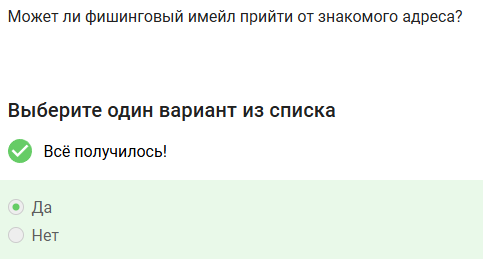 Может ли фишинговый имейл прийти от знакомого адреса?
Выберите один вариант из списка
Всё получилось!
Да
Нет